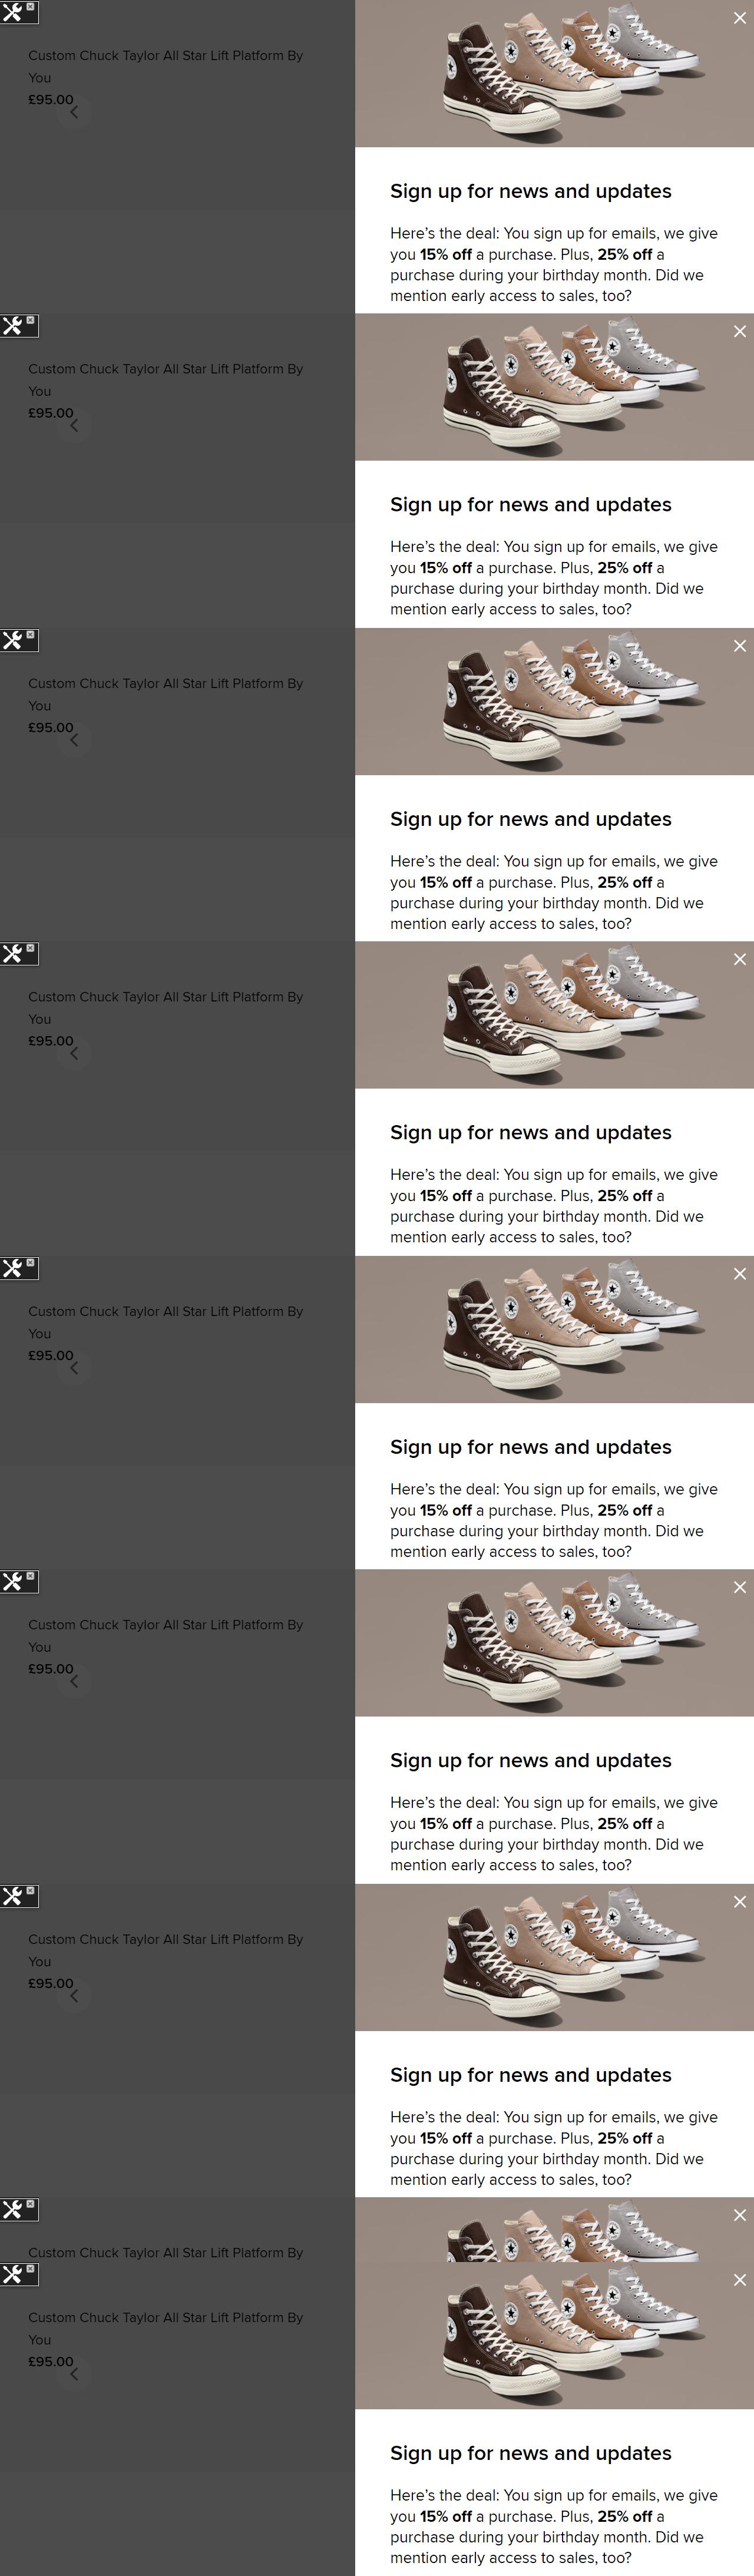 Custom Chuck Taylor All Star Lift Platform By
You
£95.00
Sign up for news and updates
Here’s the deal: You sign up for emails, we give
you 15% off a purchase. Plus, 25% off a
purchase during your birthday month. Did we
mention early access to sales, too?
Custom Chuck Taylor All Star Lift Platform By
You
£95.00
Sign up for news and updates
Here’s the deal: You sign up for emails, we give
you 15% off a purchase. Plus, 25% off a
purchase during your birthday month. Did we
mention early access to sales, too?
Custom Chuck Taylor All Star Lift Platform By
You
£95.00
Sign up for news and updates
Here’s the deal: You sign up for emails, we give
you 15% off a purchase. Plus, 25% off a
purchase during your birthday month. Did we
mention early access to sales, too?
Custom Chuck Taylor All Star Lift Platform By
You
£95.00
Sign up for news and updates
Here’s the deal: You sign up for emails, we give
you 15% off a purchase. Plus, 25% off a
purchase during your birthday month. Did we
mention early access to sales, too?
Custom Chuck Taylor All Star Lift Platform By
You
£95.00
Sign up for news and updates
Here’s the deal: You sign up for emails, we give
you 15% off a purchase. Plus, 25% off a
purchase during your birthday month. Did we
mention early access to sales, too?
Custom Chuck Taylor All Star Lift Platform By
You
£95.00
Sign up for news and updates
Here’s the deal: You sign up for emails, we give
you 15% off a purchase. Plus, 25% off a
purchase during your birthday month. Did we
mention early access to sales, too?
Custom Chuck Taylor All Star Lift Platform By
You
£95.00
Sign up for news and updates
Here’s the deal: You sign up for emails, we give
you 15% off a purchase. Plus, 25% off a
purchase during your birthday month. Did we
mention early access to sales, too?
Custom Chuck Taylor All Star Lift Platform By
Custom Chuck Taylor All Star Lift Platform By
You
£95.00
Sign up for news and updates
Here’s the deal: You sign up for emails, we give
you 15% off a purchase. Plus, 25% off a
purchase during your birthday month. Did we
mention early access to sales, too?